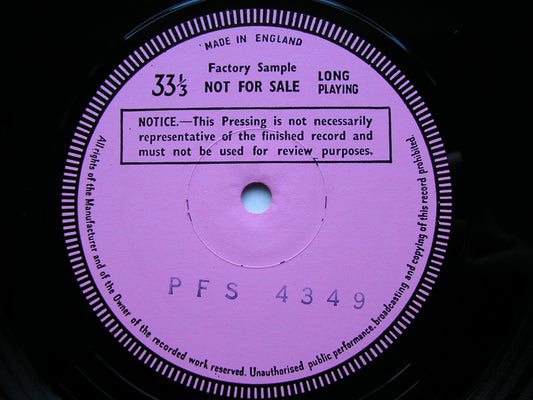 MADE IN ENGLAND
Factory Sample
33⅓ NOT FOR SALE LONG PLAYING
NOTICE.—This Pressing is not necessarily
representative of the finished record and
must not be used for review purposes.
PFS 4349
All rights of the Manufacturer and of the Owner of the recorded work reserved. Unauthorised public performance, broadcasting and copying of this record prohibited.